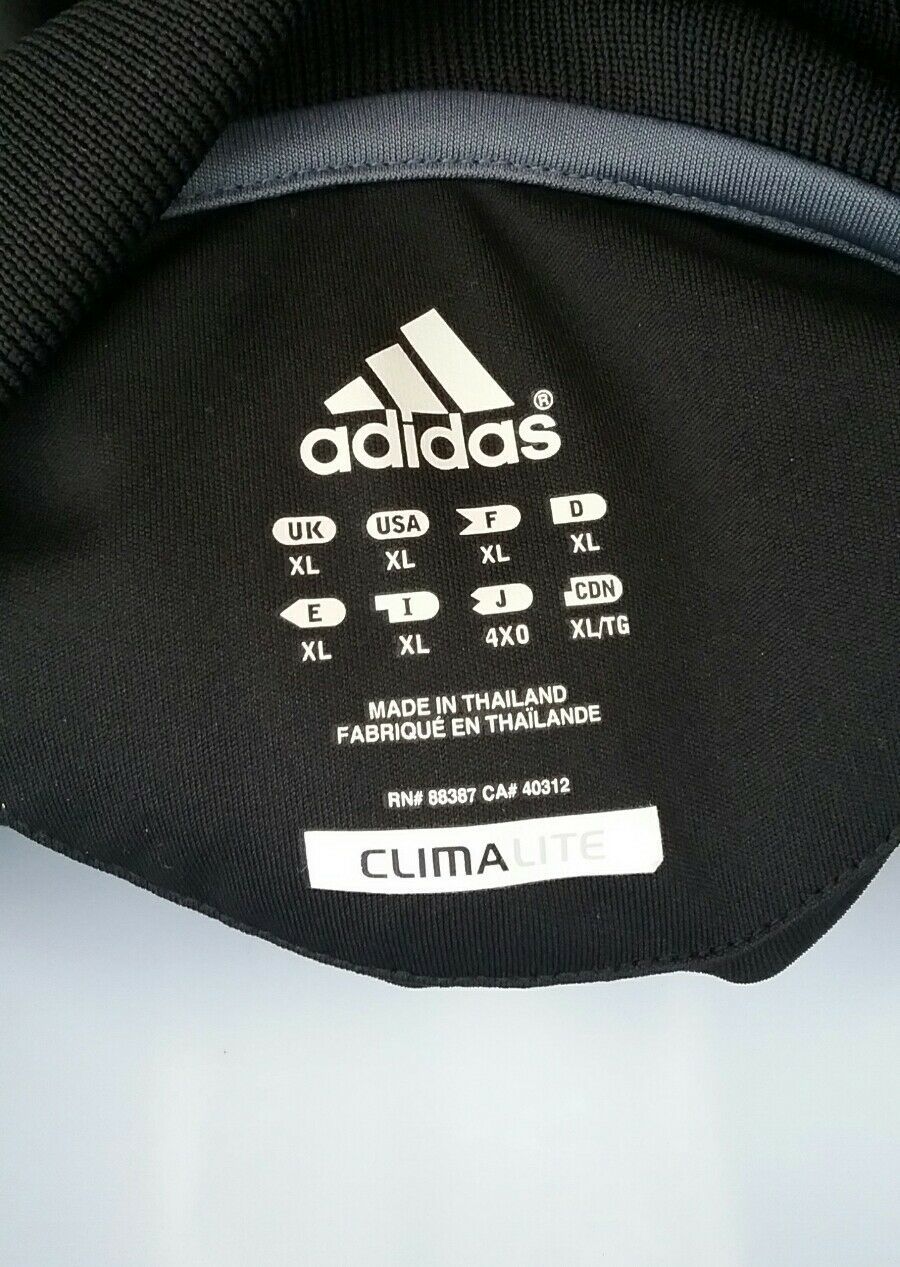 adidas®
UK USA F D
XL XL XL XL
E I J CDN
XL XL 4XO XL/TG
MADE IN THAILAND
FABRIQUÉ EN THAÏLANDE
RN# 88387 CA# 40312
CLIMALITE